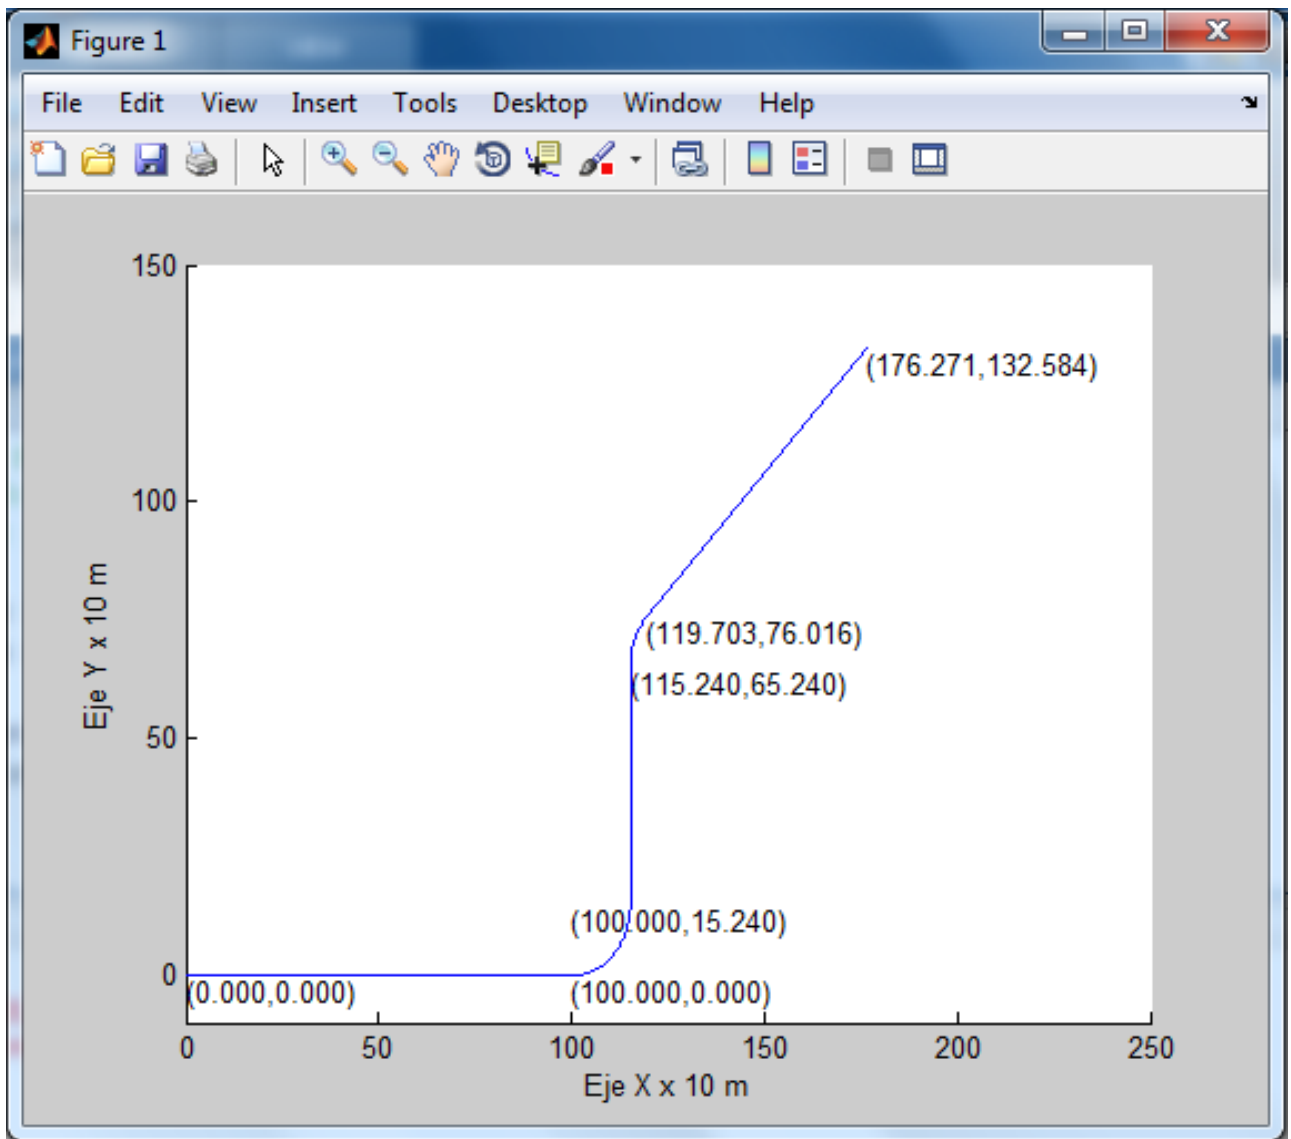 Figure 1
File Edit View Insert Tools Desktop Window Help
150
(176.271,132.584)
100
(119.703,76.016)
(115.240,65.240)
50
(100.000,15.240)
0
(0.000,0.000) (100.000,0.000)
0 50 100 150 200 250
Eje X x 10 m
Eje Y x 10 m